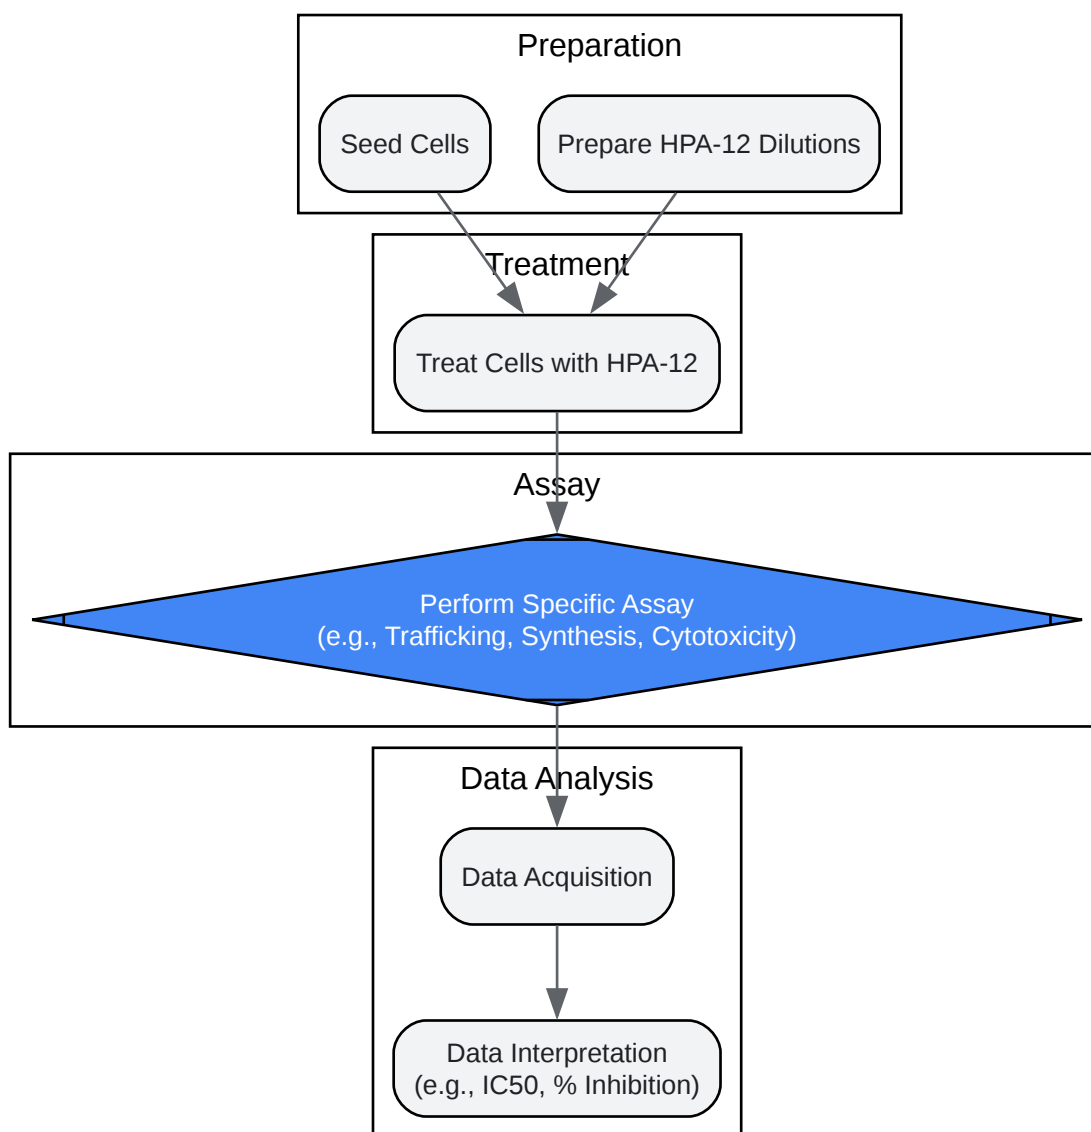 Preparation
Seed Cells
Prepare HPA-12 Dilutions
Treatment
Treat Cells with HPA-12
Assay
Perform Specific Assay
(e.g., Trafficking, Synthesis, Cytotoxicity)
Data Analysis
Data Acquisition
Data Interpretation
(e.g., IC50, % Inhibition)